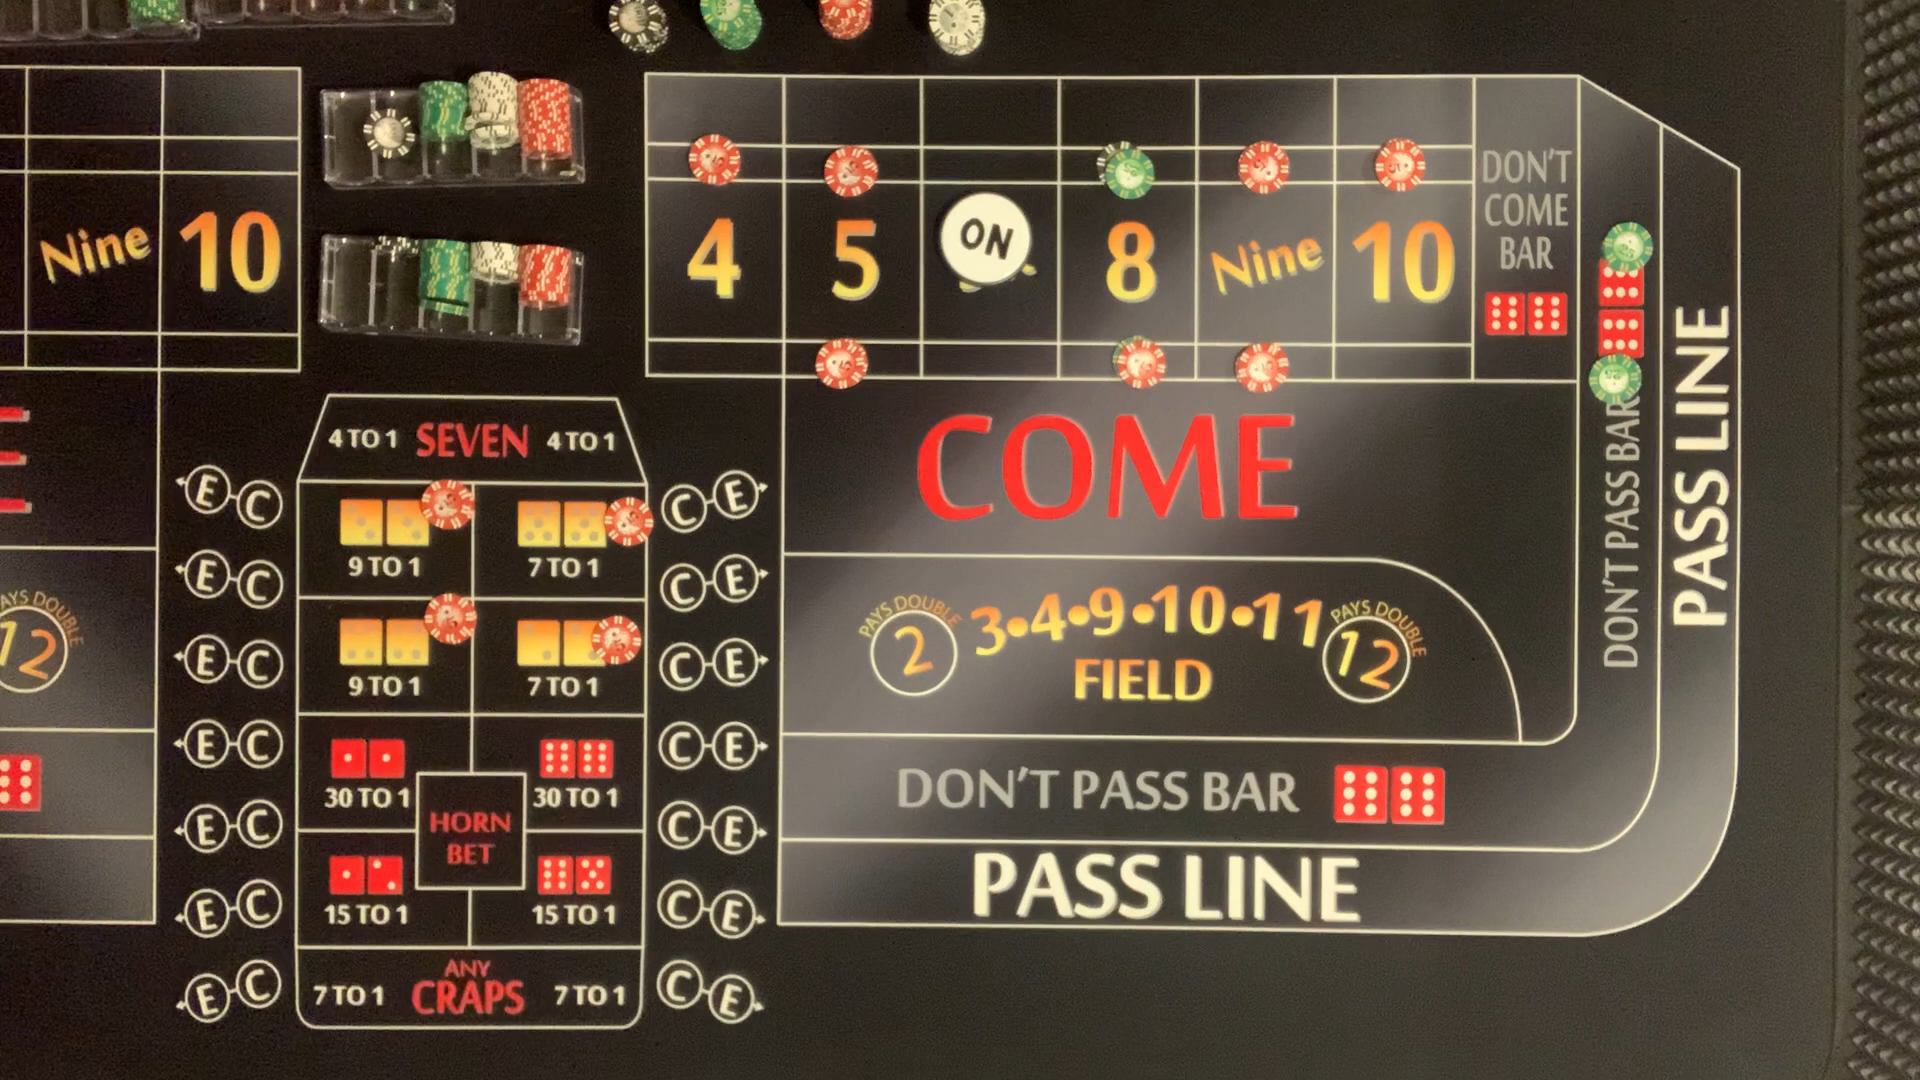 Nine 10
4 5 ON 8 Nine 10
DON'T
COME
BAR
4 TO 1 SEVEN 4 TO 1
9 TO 1 7 TO 1
9 TO 1 7 TO 1
30 TO 1 30 TO 1
HORN
BET
15 TO 1 15 TO 1
ANY
7 TO 1 CRAPS 7 TO 1
E C
E C
E C
E C
E C
E C
E C
C E
C E
C E
C E
C E
C E
C E
PAYS DOUBLE
12
COME
PAYS DOUBLE
2
3•4•9•10•11
PAYS DOUBLE
12
FIELD
DON'T PASS BAR
PASS LINE
DON'T PASS BAR
PASS LINE